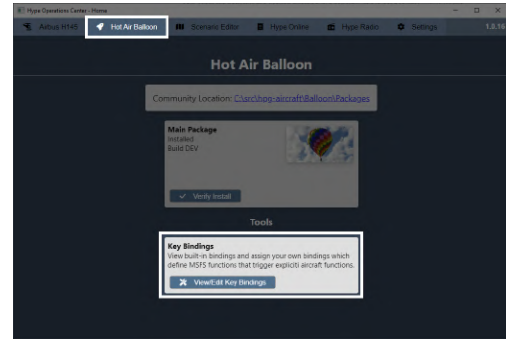 Hype Operations Center - Home
Airbus H145 Hot Air Balloon Scenario Editor Hype Online Hype Radio Settings 1.8.16
Hot Air Balloon
Community Location: C:\src\hpg-aircraft\Balloon\Packages
Main Package
Installed
Build DEV
Verify Install
Tools
Key Bindings
View built-in bindings and assign your own bindings which
define MSFS functions that trigger expliciti aircraft functions.
View/Edit Key Bindings